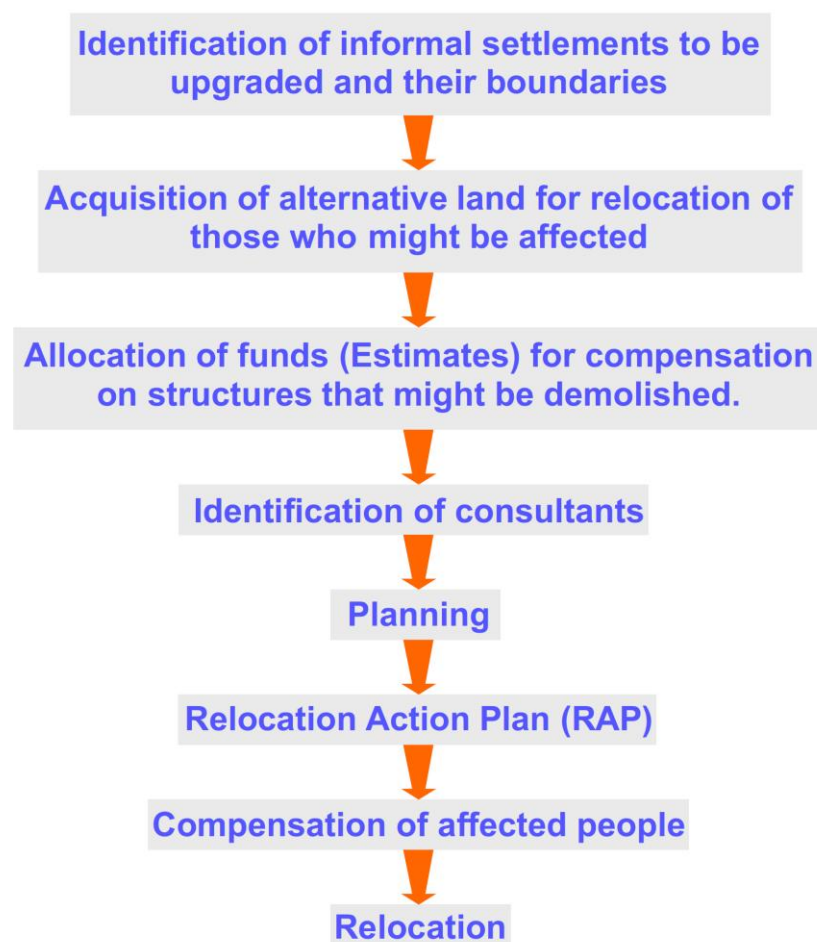 Identification of informal settlements to be
upgraded and their boundaries
Acquisition of alternative land for relocation of
those who might be affected
Allocation of funds (Estimates) for compensation
on structures that might be demolished.
Identification of consultants
Planning
Relocation Action Plan (RAP)
Compensation of affected people
Relocation